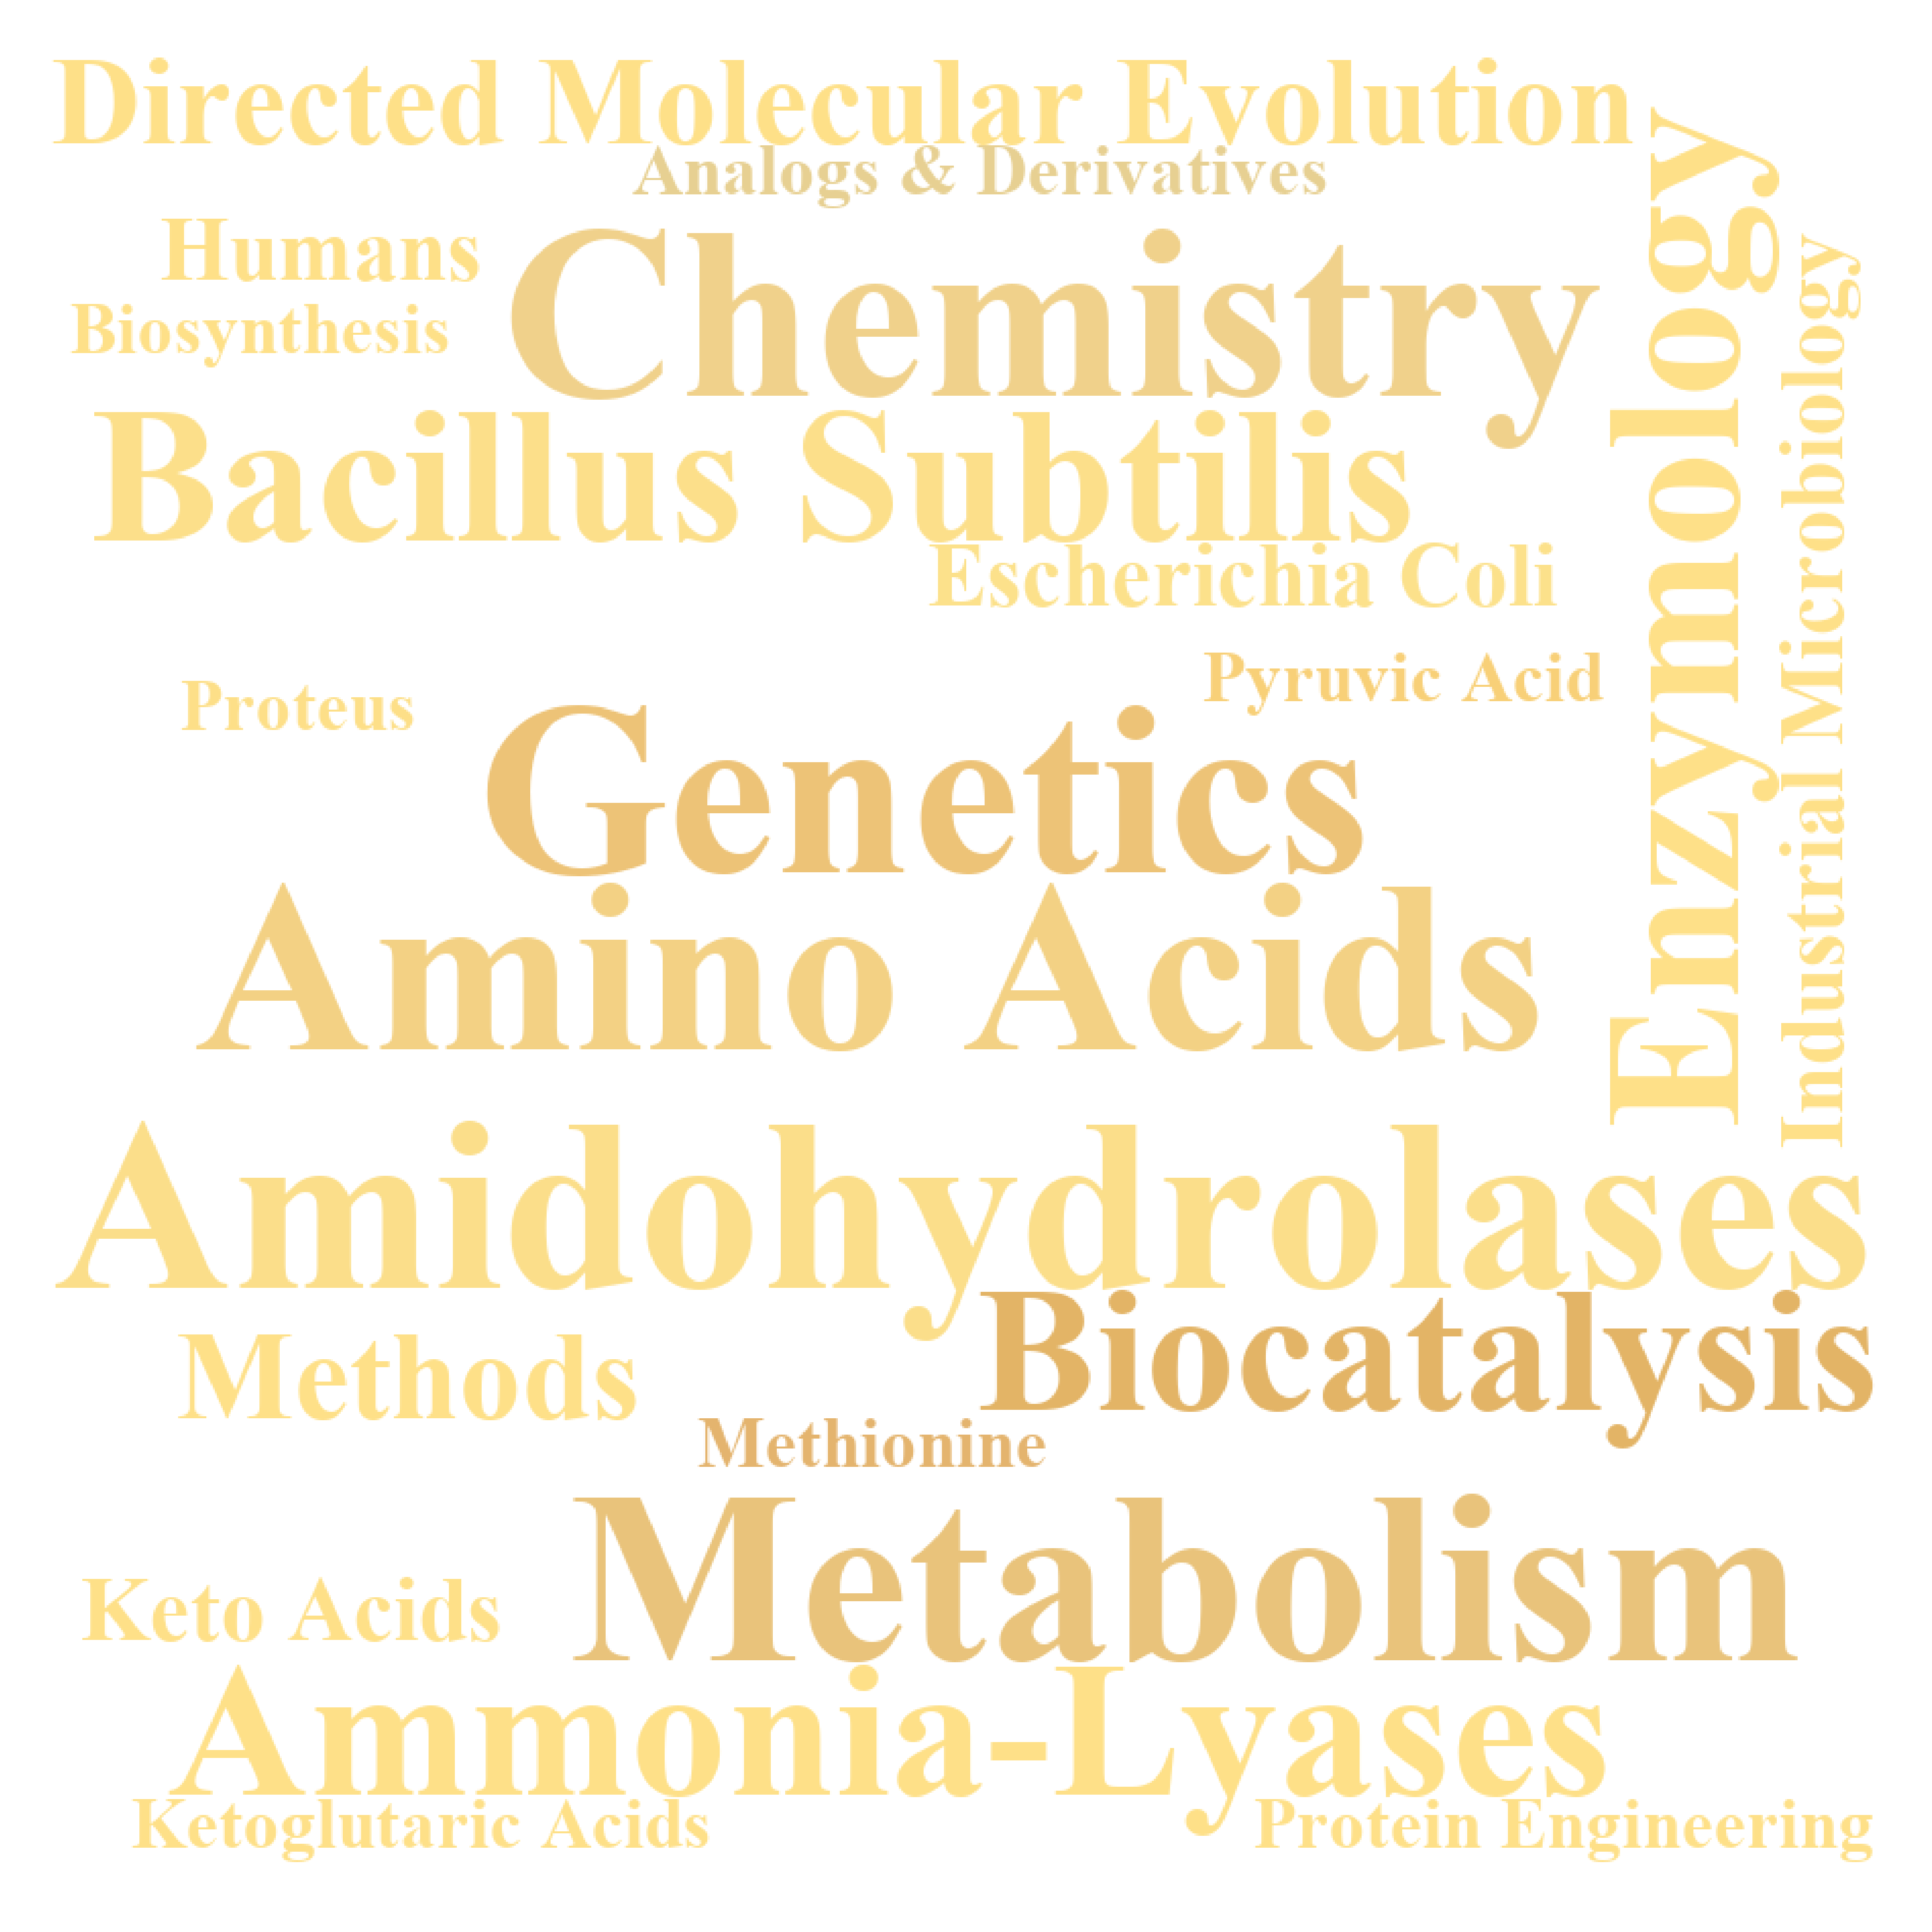 Directed Molecular Evolution
Analogs & Derivatives
Humans
Chemistry
Biosynthesis
Enzymology
Industrial Microbiology
Bacillus Subtilis
Escherichia Coli
Pyruvic Acid
Proteus
Genetics
Amino Acids
Amidohydrolases
Biocatalysis
Methods
Methionine
Metabolism
Keto Acids
Ammonia-Lyases
Ketoglutaric Acids
Protein Engineering